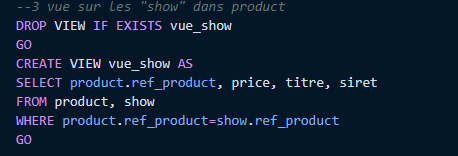 --3 vue sur les "show" dans product
DROP VIEW IF EXISTS vue_show
GO
CREATE VIEW vue_show AS
SELECT product.ref_product, price, titre, siret
FROM product, show
WHERE product.ref_product=show.ref_product
GO